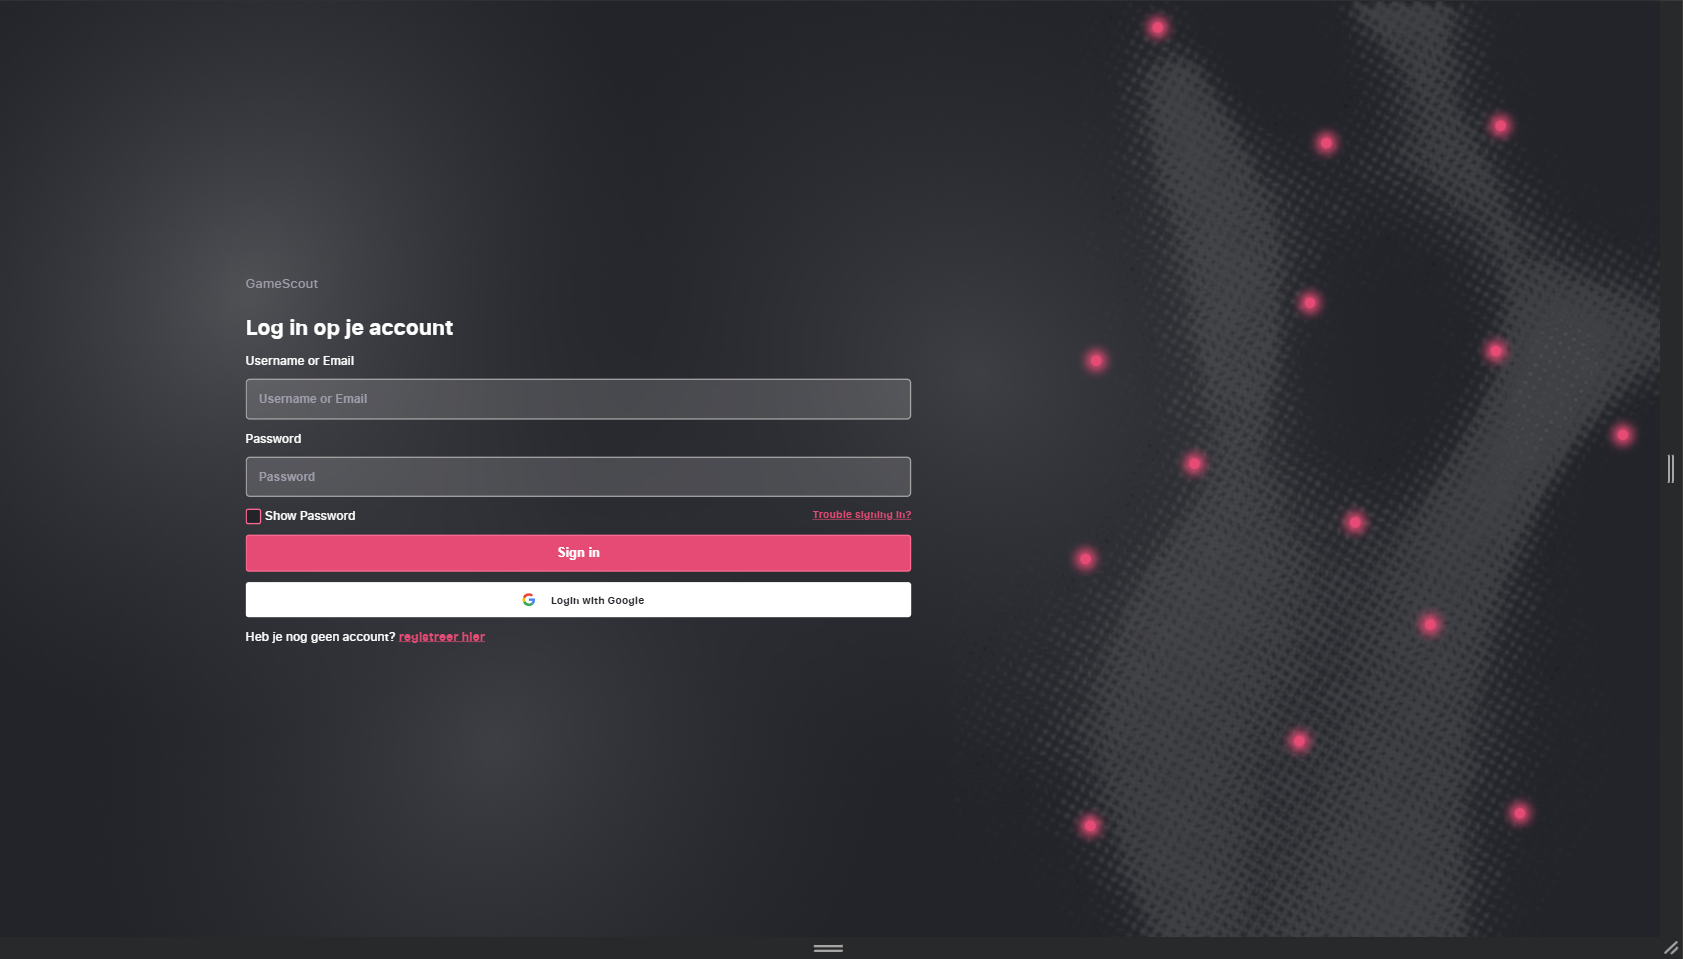 GameScout
Log in op je account
Username or Email
Username or Email
Password
Password
Show Password
Trouble signing in?
Sign in
Login with Google
Heb je nog geen account? registreer hier